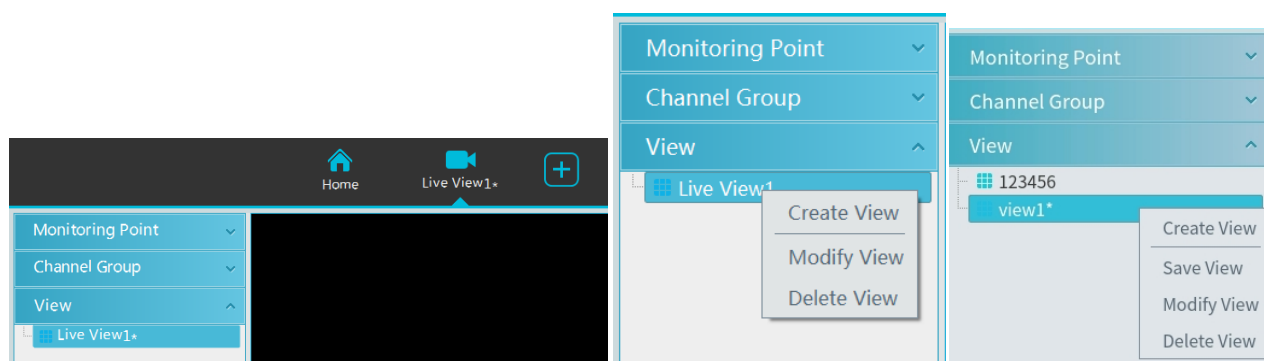 Home
Live View1*
Monitoring Point
Channel Group
View
Live View1*
Monitoring Point
Channel Group
View
Live View1
Create View
Modify View
Delete View
Monitoring Point
Channel Group
View
123456
view1*
Create View
Save View
Modify View
Delete View